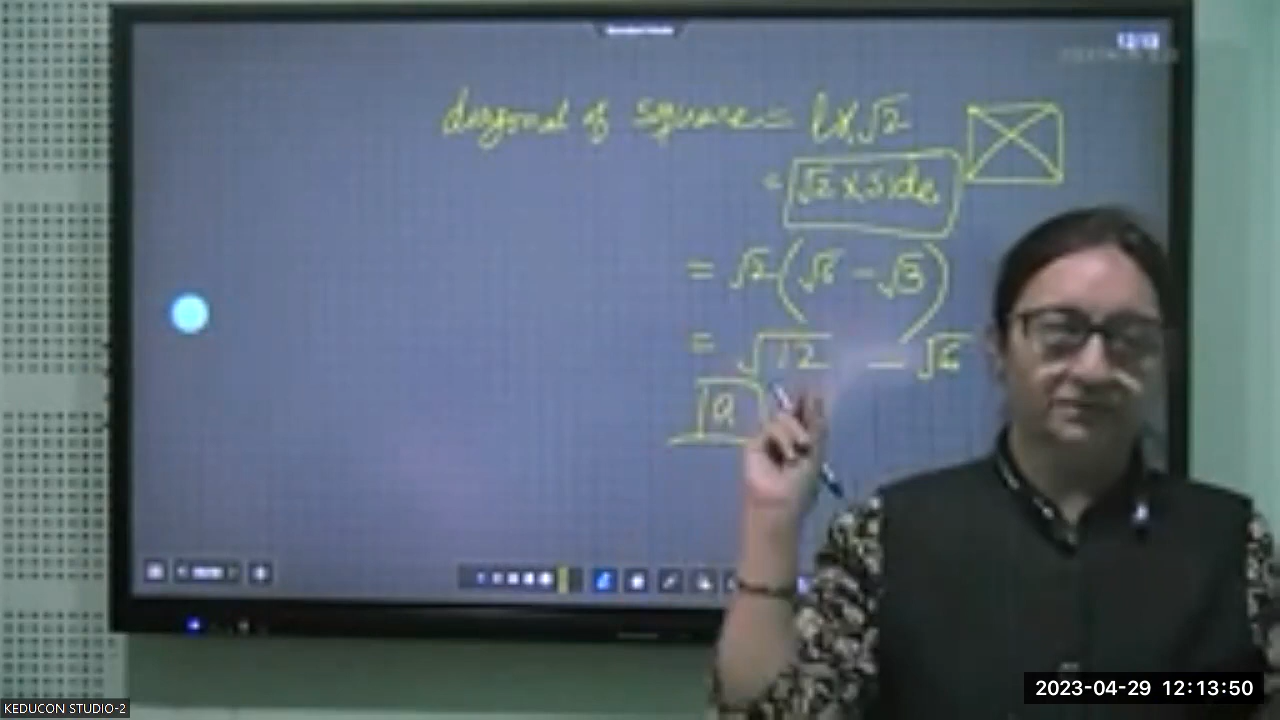 diagonal of square = l×√2
= √2 × side
= √2(√6 - √3)
= √12 - √6
a
KEDUCON STUDIO-2
2023-04-29 12:13:50